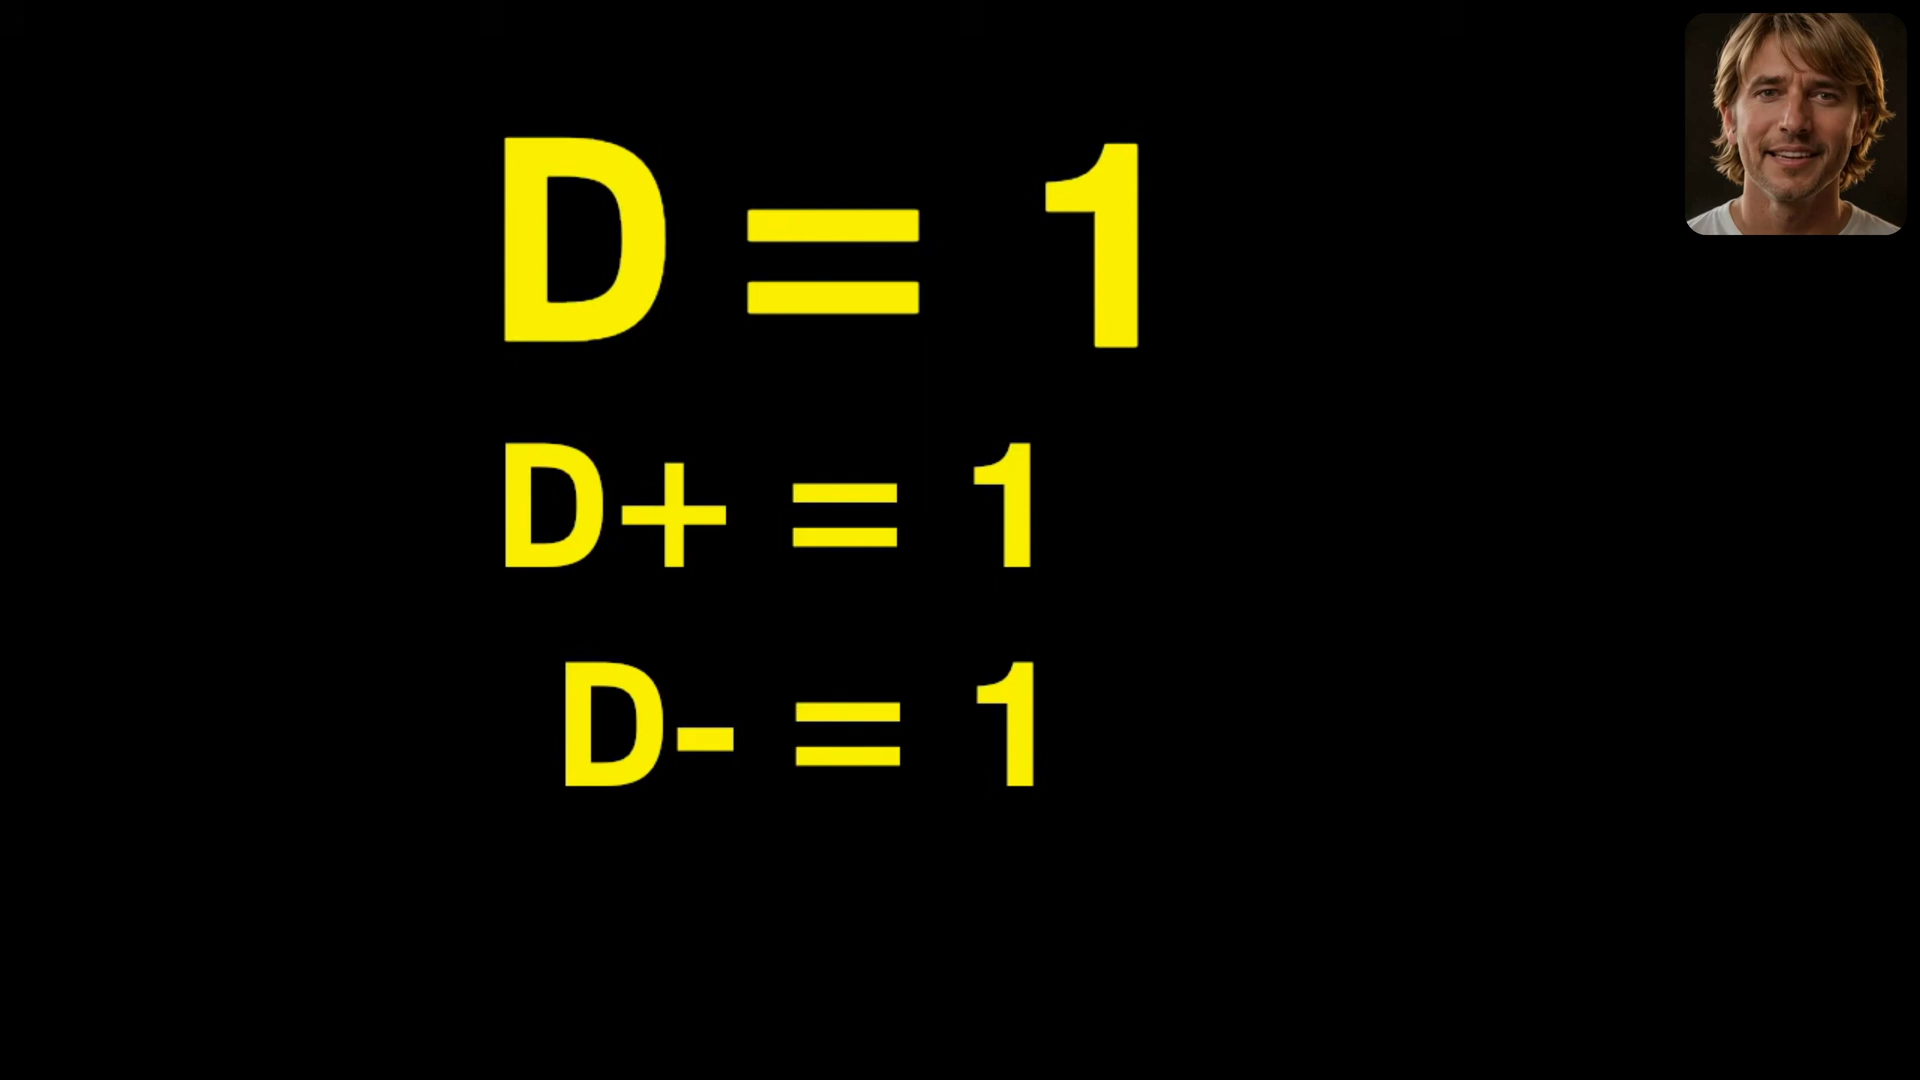 D = 1
D+ = 1
D- = 1